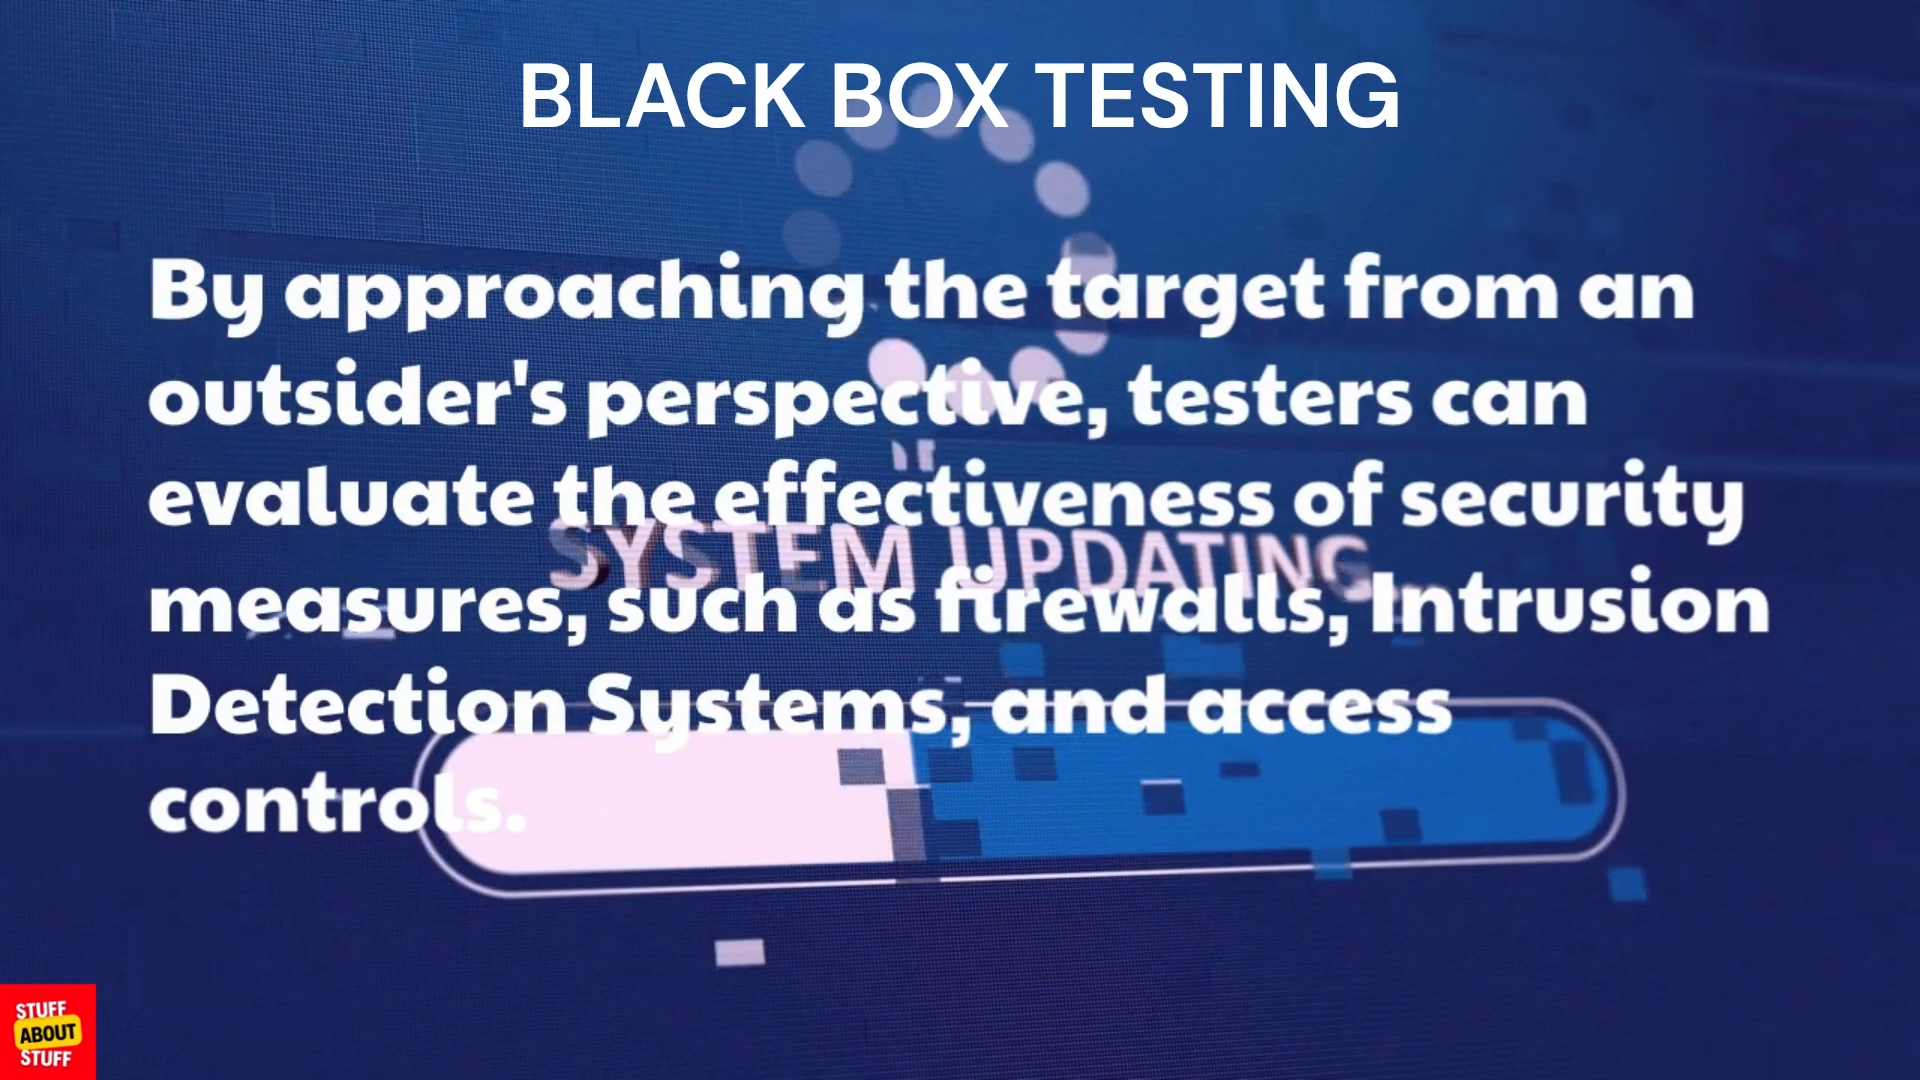 BLACK BOX TESTING
By approaching the target from an
outsider's perspective, testers can
evaluate the effectiveness of security
SYSTEM UPDATING...
measures, such as firewalls, Intrusion
Detection Systems, and access
controls.
STUFF
ABOUT
STUFF